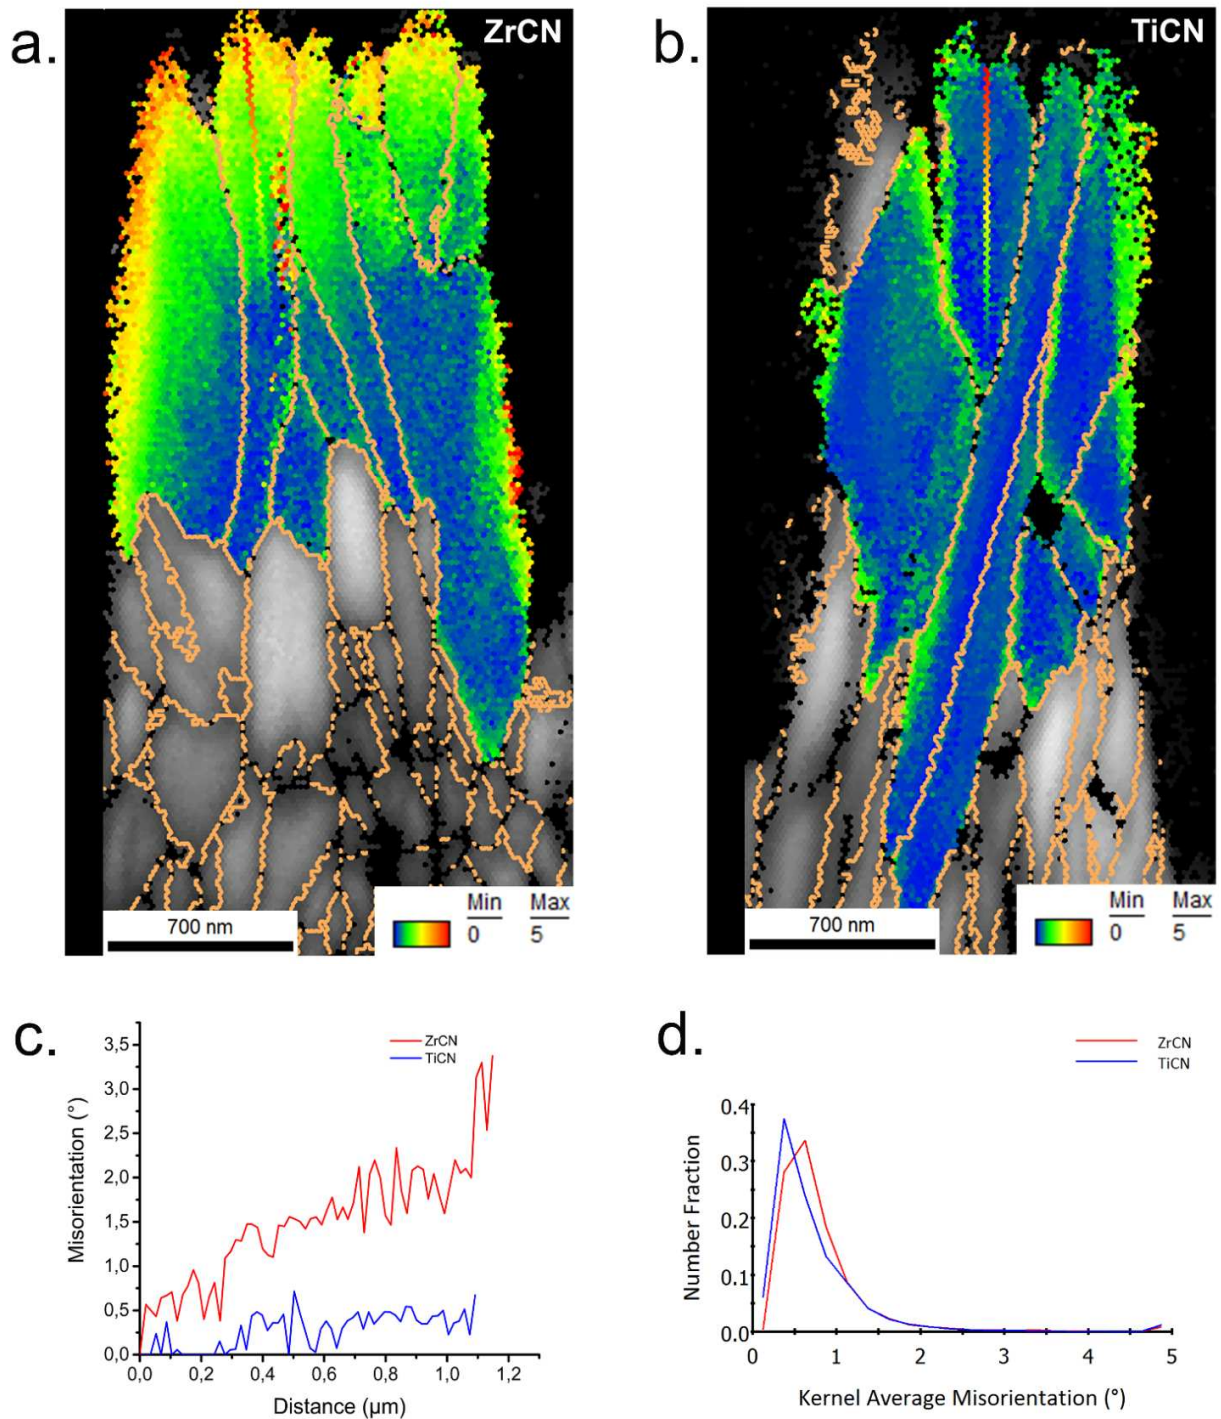 a.
ZrCN
b.
TiCN
700 nm
Min Max
0 5
700 nm
Min Max
0 5
c.
ZrCN
TiCN
Misorientation (°)
3,5
3,0
2,5
2,0
1,5
1,0
0,5
0,0
0,0 0,2 0,4 0,6 0,8 1,0 1,2
Distance (µm)
d.
ZrCN
TiCN
Number Fraction
0.4
0.3
0.2
0.1
0.0
0 1 2 3 4 5
Kernel Average Misorientation (°)